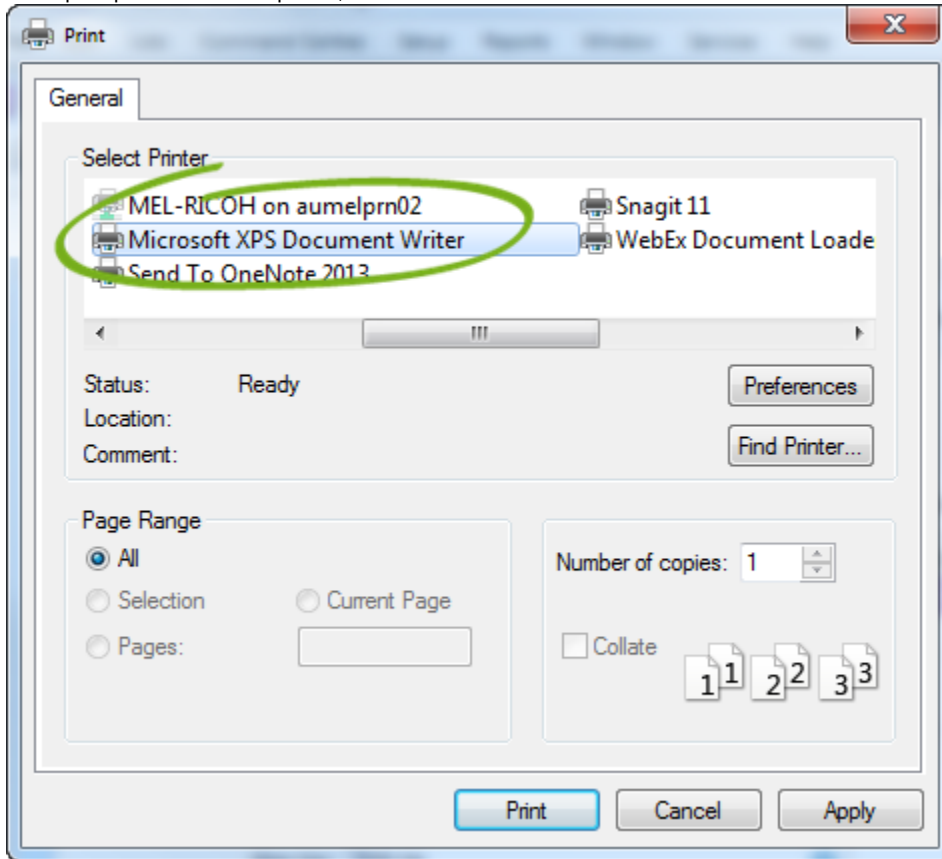 Print
General
Select Printer
MEL-RICOH on aumelprn02
Snagit 11
Microsoft XPS Document Writer
WebEx Document Loade
Send To OneNote 2013
Status: Ready
Preferences
Location:
Comment:
Find Printer...
Page Range
All
Number of copies: 1
Selection
Current Page
Pages:
Collate
1 1 2 2 3 3
Print
Cancel
Apply